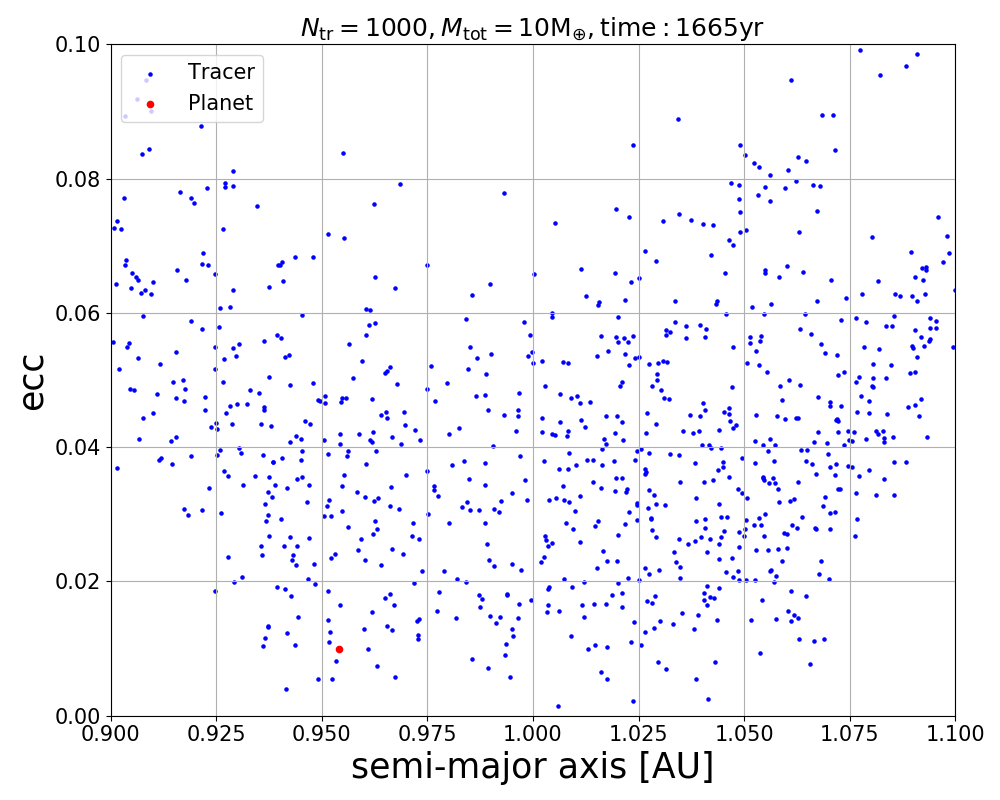 N_tr = 1000, M_tot = 10M_⊕, time : 1665yr
0.10
Tracer
Planet
0.08
0.06
ecc
0.04
0.02
0.00
0.900 0.925 0.950 0.975 1.000 1.025 1.050 1.075 1.100
semi-major axis [AU]